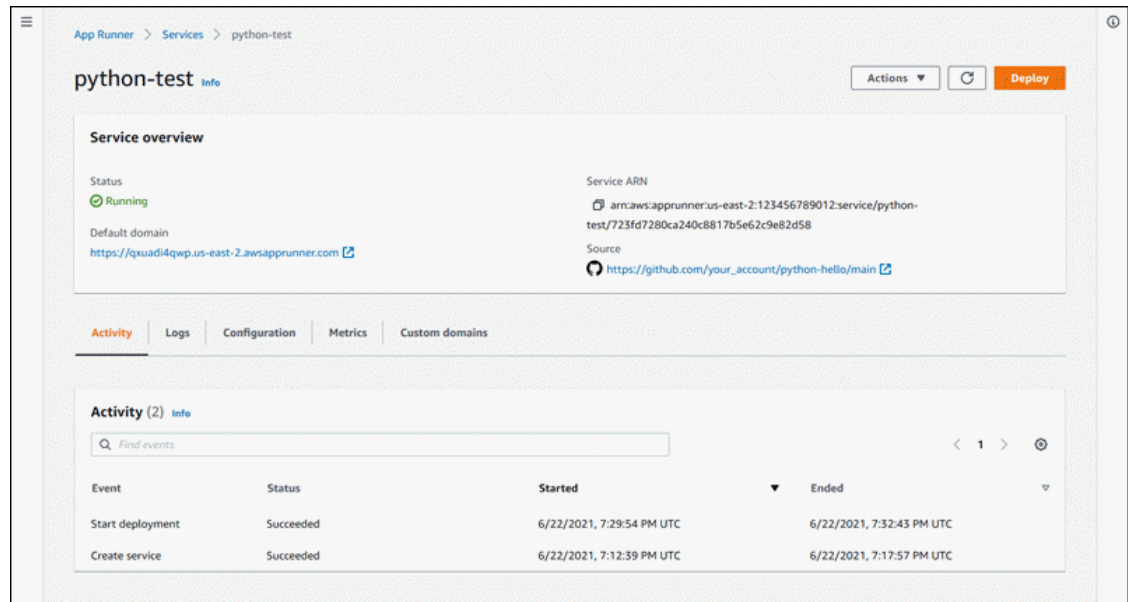 App Runner > Services > python-test
python-test Info
Actions
Deploy
Service overview
Status
Running
Default domain
https://qxuadi4qwp.us-east-2.awsapprunner.com
Service ARN
arn:aws:apprunner:us-east-2:123456789012:service/python-
test/723fd7280ca240c8817b5e62c9e82d58
Source
https://github.com/your_account/python-hello/main
Activity Logs Configuration Metrics Custom domains
Activity (2) Info
Find events
< 1 >
Event Status Started Ended
Start deployment Succeeded 6/22/2021, 7:29:54 PM UTC 6/22/2021, 7:32:43 PM UTC
Create service Succeeded 6/22/2021, 7:12:39 PM UTC 6/22/2021, 7:17:57 PM UTC